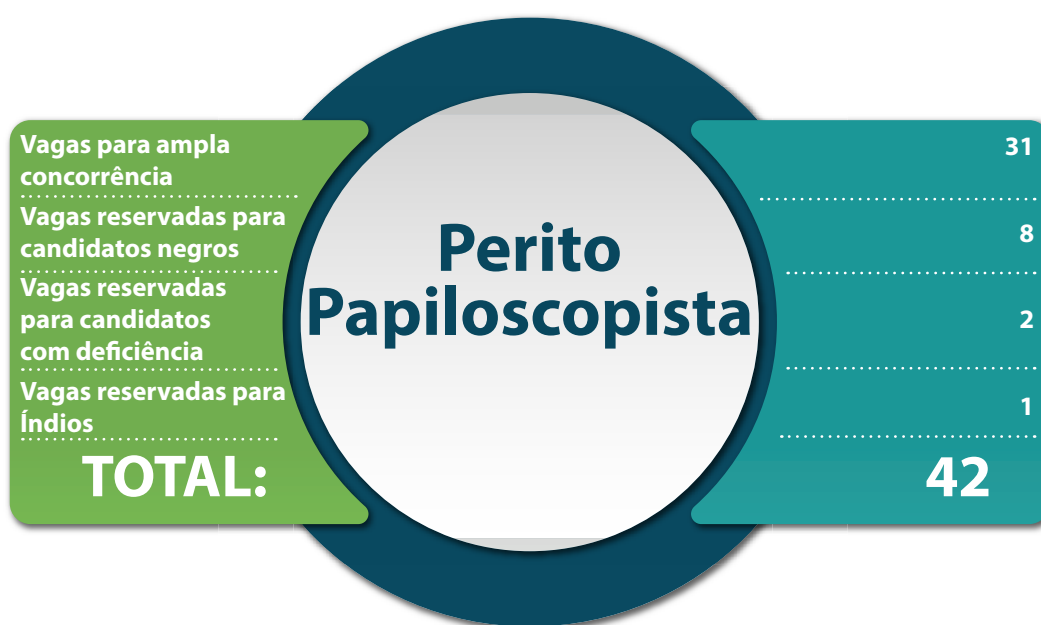 Vagas para ampla
concorrência
31
Vagas reservadas para
candidatos negros
8
Vagas reservadas
para candidatos
com deficiência
2
Vagas reservadas para
Índios
1
TOTAL:
42
Perito
Papiloscopista